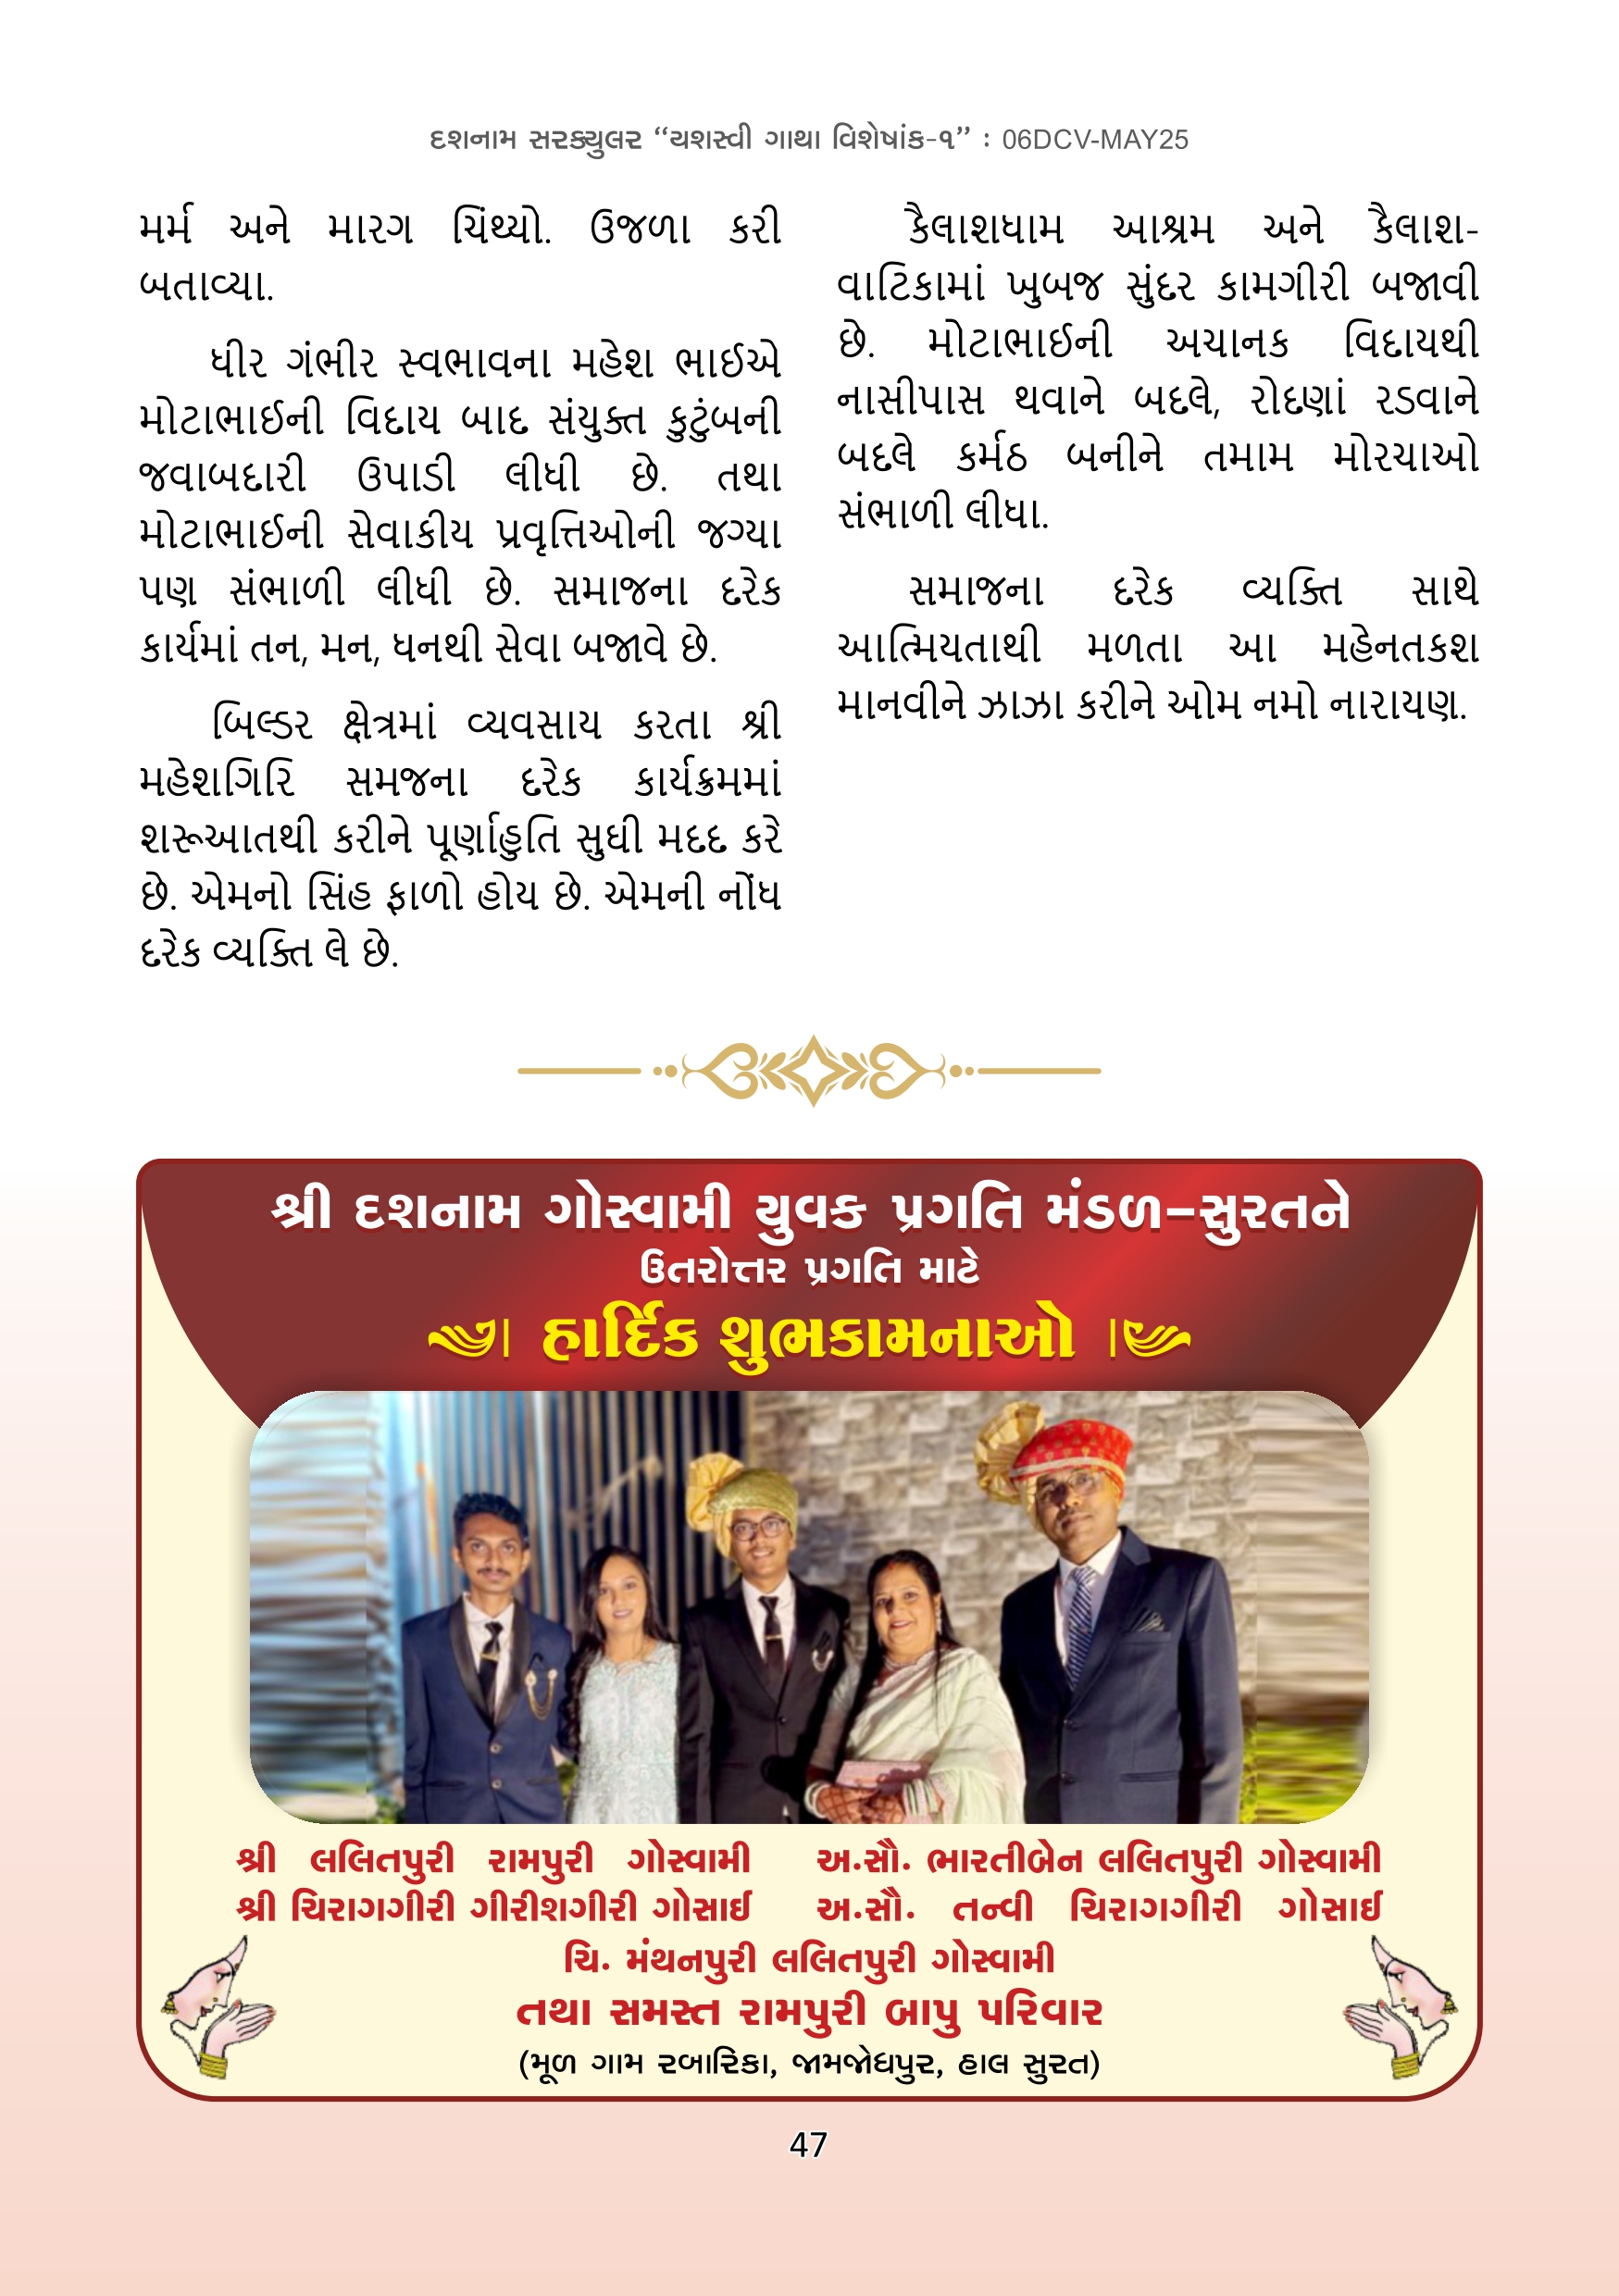 દશનામ સરક્યુલર “યશસ્વી ગાથા વિશેષાંક-૧” : 06DCV-MAY25
મર્મ અને મારગ ચિંથ્યો. ઉજળા કરી
બતાવ્યા.
ધીર ગંભીર સ્વભાવના મહેશ ભાઈએ
મોટાભાઈની વિદાય બાદ સંયુક્ત કુટુંબની
જવાબદારી ઉપાડી લીધી છે. તથા
મોટાભાઈની સેવાકીય પ્રવૃત્તિઓની જગ્યા
પણ સંભાળી લીધી છે. સમાજના દરેક
કાર્યમાં તન, મન, ધનથી સેવા બજાવે છે.
બિલ્ડર ક્ષેત્રમાં વ્યવસાય કરતા શ્રી
મહેશગિરિ સમજના દરેક કાર્યક્રમમાં
શરૂઆતથી કરીને પૂર્ણાહુતિ સુધી મદદ કરે
છે. એમનો સિંહ ફાળો હોય છે. એમની નોંધ
દરેક વ્યક્તિ લે છે.
કૈલાશધામ આશ્રમ અને કૈલાશ-
વાટિકામાં ખુબજ સુંદર કામગીરી બજાવી
છે. મોટાભાઈની અચાનક વિદાયથી
નાસીપાસ થવાને બદલે, રોદણાં રડવાને
બદલે કર્મઠ બનીને તમામ મોરચાઓ
સંભાળી લીધા.
સમાજના દરેક વ્યક્તિ સાથે
આત્મિયતાથી મળતા આ મહેનતકશ
માનવીને ઝાઝા કરીને ઓમ નમો નારાયણ.
શ્રી દશનામ ગોસ્વામી યુવક પ્રગતિ મંડળ-સુરતને
ઉતરોત્તર પ્રગતિ માટે
હાર્દિક શુભકામનાઓ
શ્રી લલિતપુરી રામપુરી ગોસ્વામી અ.સૌ. ભારતીબેન લલિતપુરી ગોસ્વામી
શ્રી ચિરાગગીરી ગીરીશગીરી ગોસાઈ અ.સૌ. તન્વી ચિરાગગીરી ગોસાઈ
ચિ. મંથનપુરી લલિતપુરી ગોસ્વામી
તથા સમસ્ત રામપુરી બાપુ પરિવાર
(મૂળ ગામ રબારિકા, જામજોધપુર, હાલ સુરત)
47